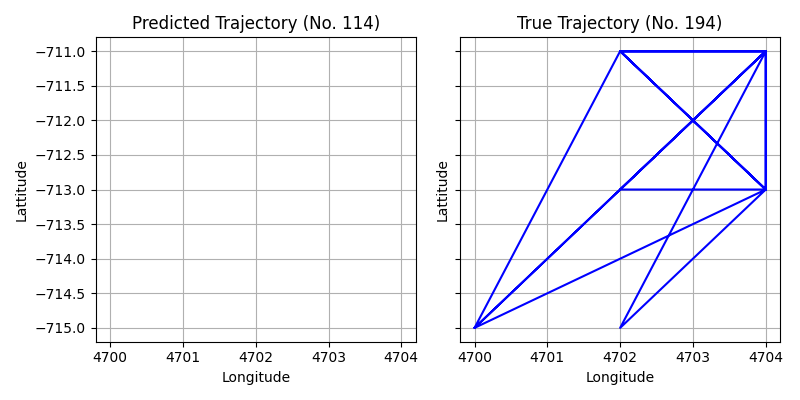 Predicted Trajectory (No. 114)
True Trajectory (No. 194)
−711.0
−711.5
−712.0
−712.5
−713.0
−713.5
−714.0
−714.5
−715.0
Lattitude
Lattitude
4700 4701 4702 4703 4704
4700 4701 4702 4703 4704
Longitude
Longitude